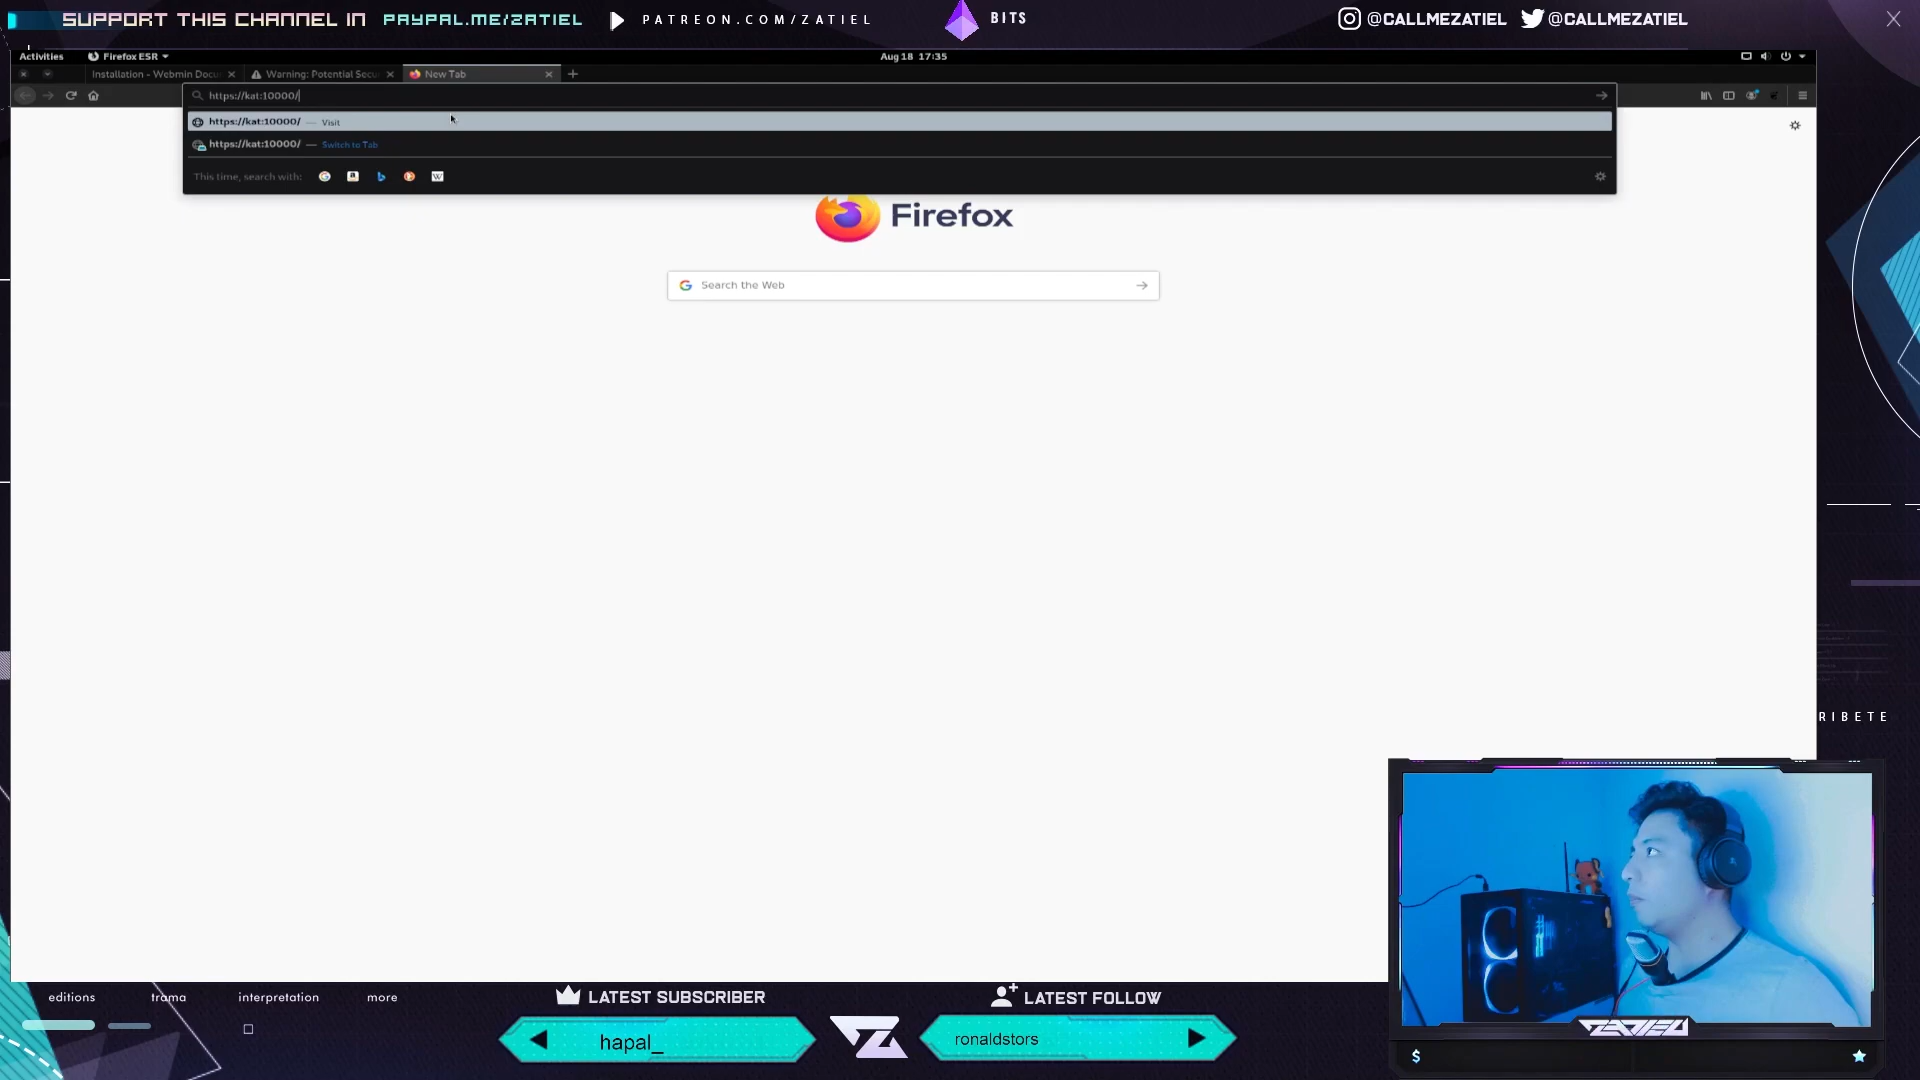 SUPPORT THIS CHANNEL IN PAYPAL.ME/ZATIEL PATREON.COM/ZATIEL BITS @CALLMEZATIEL @CALLMEZATIEL
Activities Firefox ESR Aug 18 17:35
Installation - Webmin Docu Warning: Potential Secu New Tab
https://kat:10000/
https://kat:10000/ — Visit
https://kat:10000/ — Switch to Tab
This time, search with:
Firefox
Search the Web
RIBETE
editions trama interpretation more
LATEST SUBSCRIBER LATEST FOLLOW
hapal_ ronaldstors